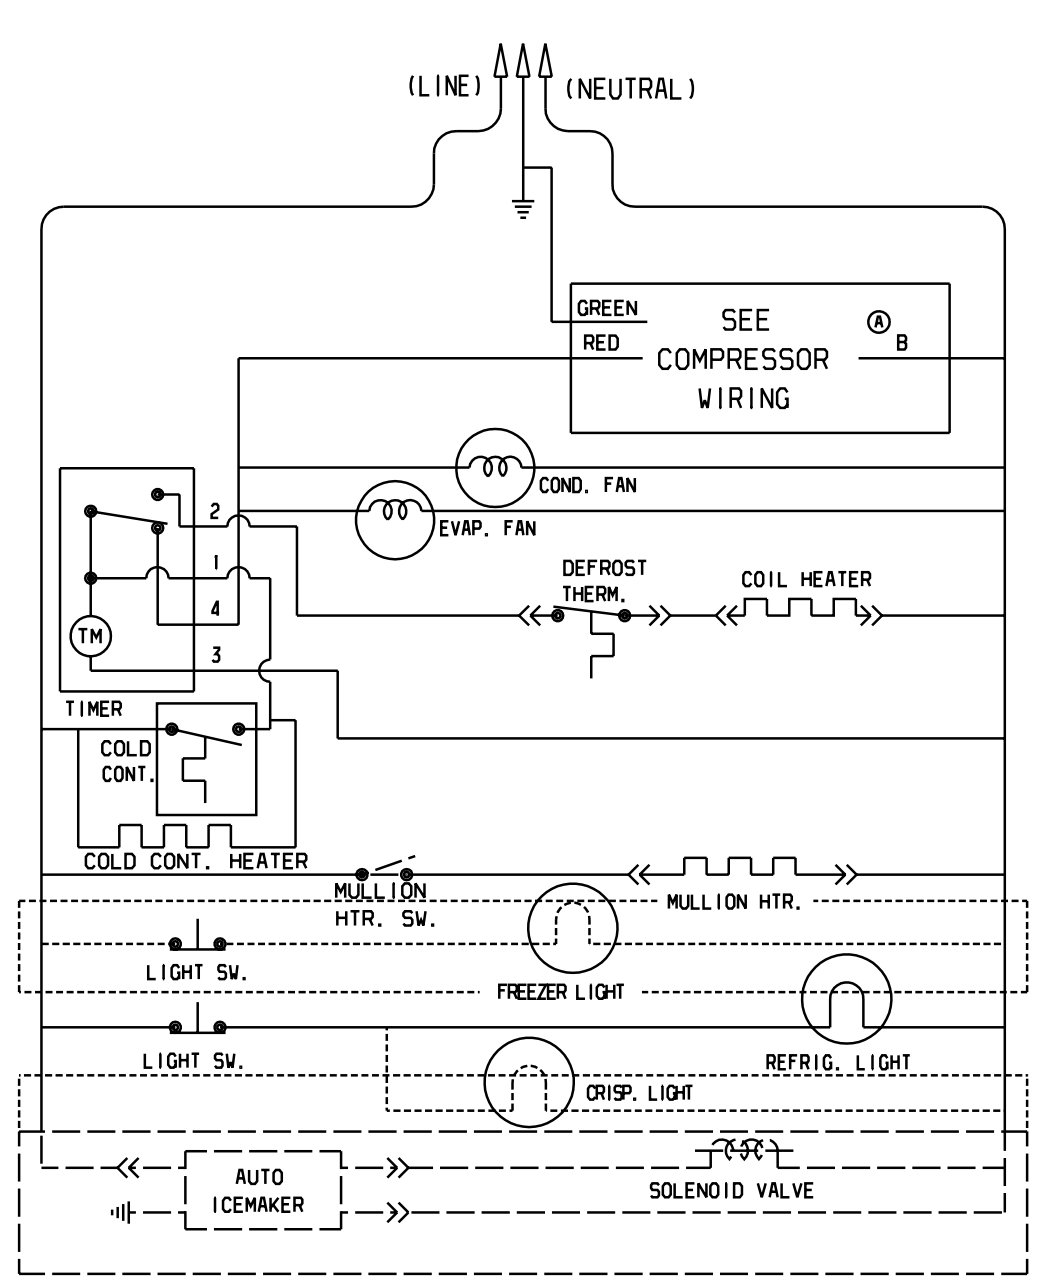 (LINE)
(NEUTRAL)
GREEN
SEE
A
RED
B
COMPRESSOR
WIRING
COND. FAN
2
EVAP. FAN
1
DEFROST
THERM.
COIL HEATER
4
TM
3
TIMER
COLD
CONT.
COLD CONT. HEATER
MULLION
HTR. SW.
MULLION HTR.
LIGHT SW.
FREEZER LIGHT
LIGHT SW.
REFRIG. LIGHT
CRISP. LIGHT
AUTO
ICEMAKER
SOLENOID VALVE